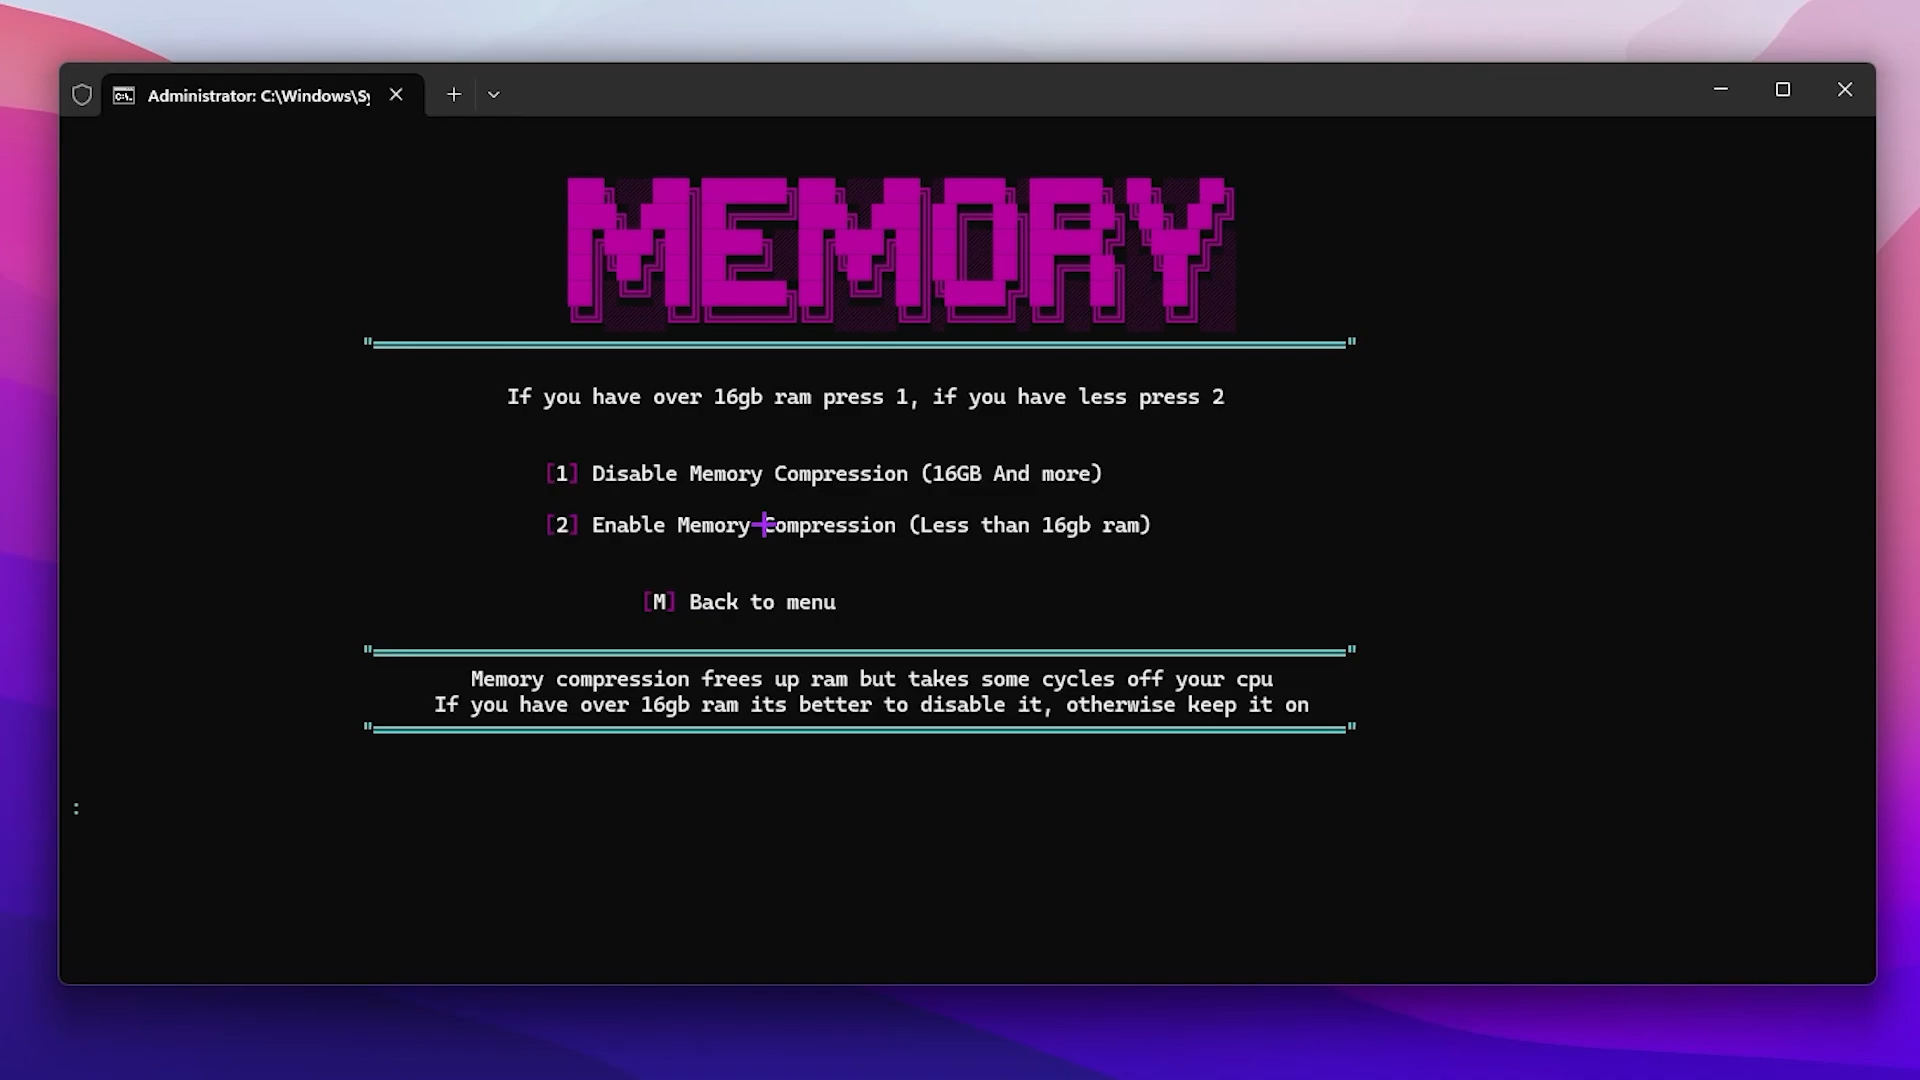 Administrator: C:\Windows\Sy
MEMORY
If you have over 16gb ram press 1, if you have less press 2
[1] Disable Memory Compression (16GB And more)
[2] Enable Memory Compression (Less than 16gb ram)
[M] Back to menu
Memory compression frees up ram but takes some cycles off your cpu
If you have over 16gb ram its better to disable it, otherwise keep it on
: